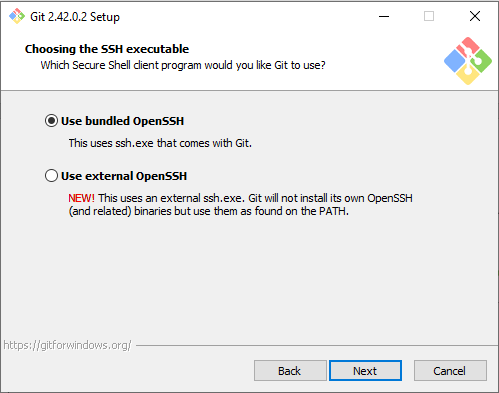 Git 2.42.0.2 Setup
Choosing the SSH executable
Which Secure Shell client program would you like Git to use?
Use bundled OpenSSH
This uses ssh.exe that comes with Git.
Use external OpenSSH
NEW! This uses an external ssh.exe. Git will not install its own OpenSSH
(and related) binaries but use them as found on the PATH.
https://gitforwindows.org/
Back Next Cancel